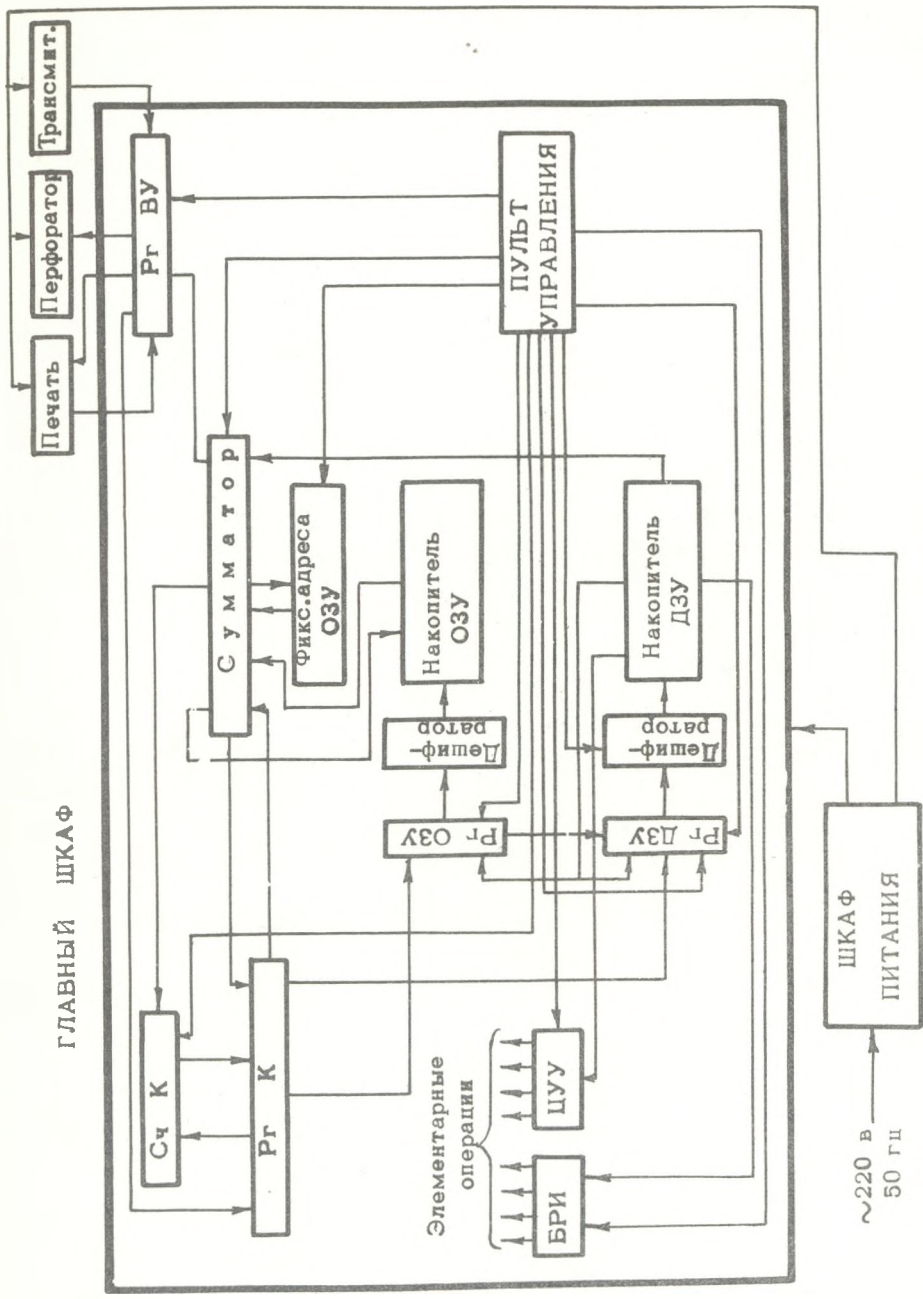 ГЛАВНЫЙ ШКАФ
Печать
Перфоратор
Трансмит.
Рг ВУ
Сч К
Сумматор
Рг К
Фикс.адреса
ОЗУ
Рг ОЗУ
Дешиф-
ратор
Накопитель
ОЗУ
ПУЛЬТ
УПРАВЛЕНИЯ
Элементарные
операции
БРИ
ЦУУ
Рг ДЗУ
Дешиф-
ратор
Накопитель
ДЗУ
~220 в
50 гц
ШКАФ
ПИТАНИЯ